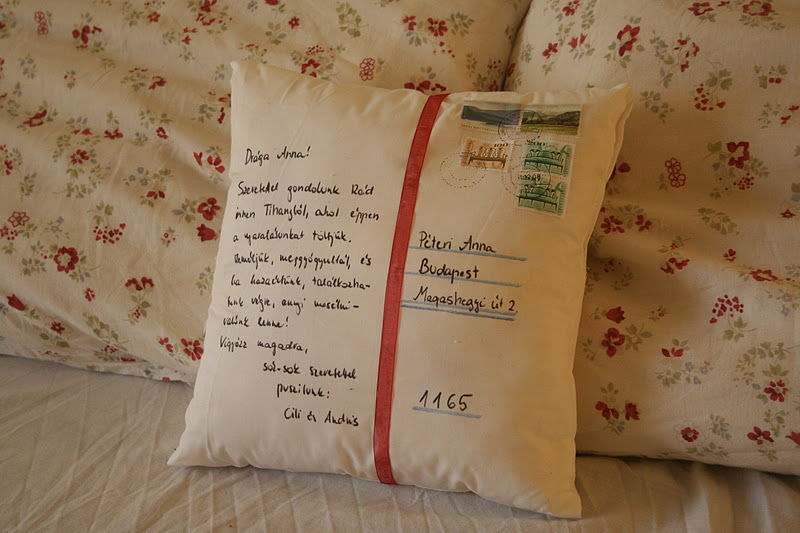 Drága Anna!
Szeretettel gondolunk Rád
innen Tihanyból, ahol éppen
a nyaralásunkat töltjük.
Reméljük, meggyógyultál, és
ha hazaértünk, találkozha-
tunk végre, annyi mesélni-
valónk lenne!
Vigyázz magadra,
sok-sok szeretettel
puszilunk:
Cili és András
Péteri Anna
Budapest
Magashegyi út 2.
1165